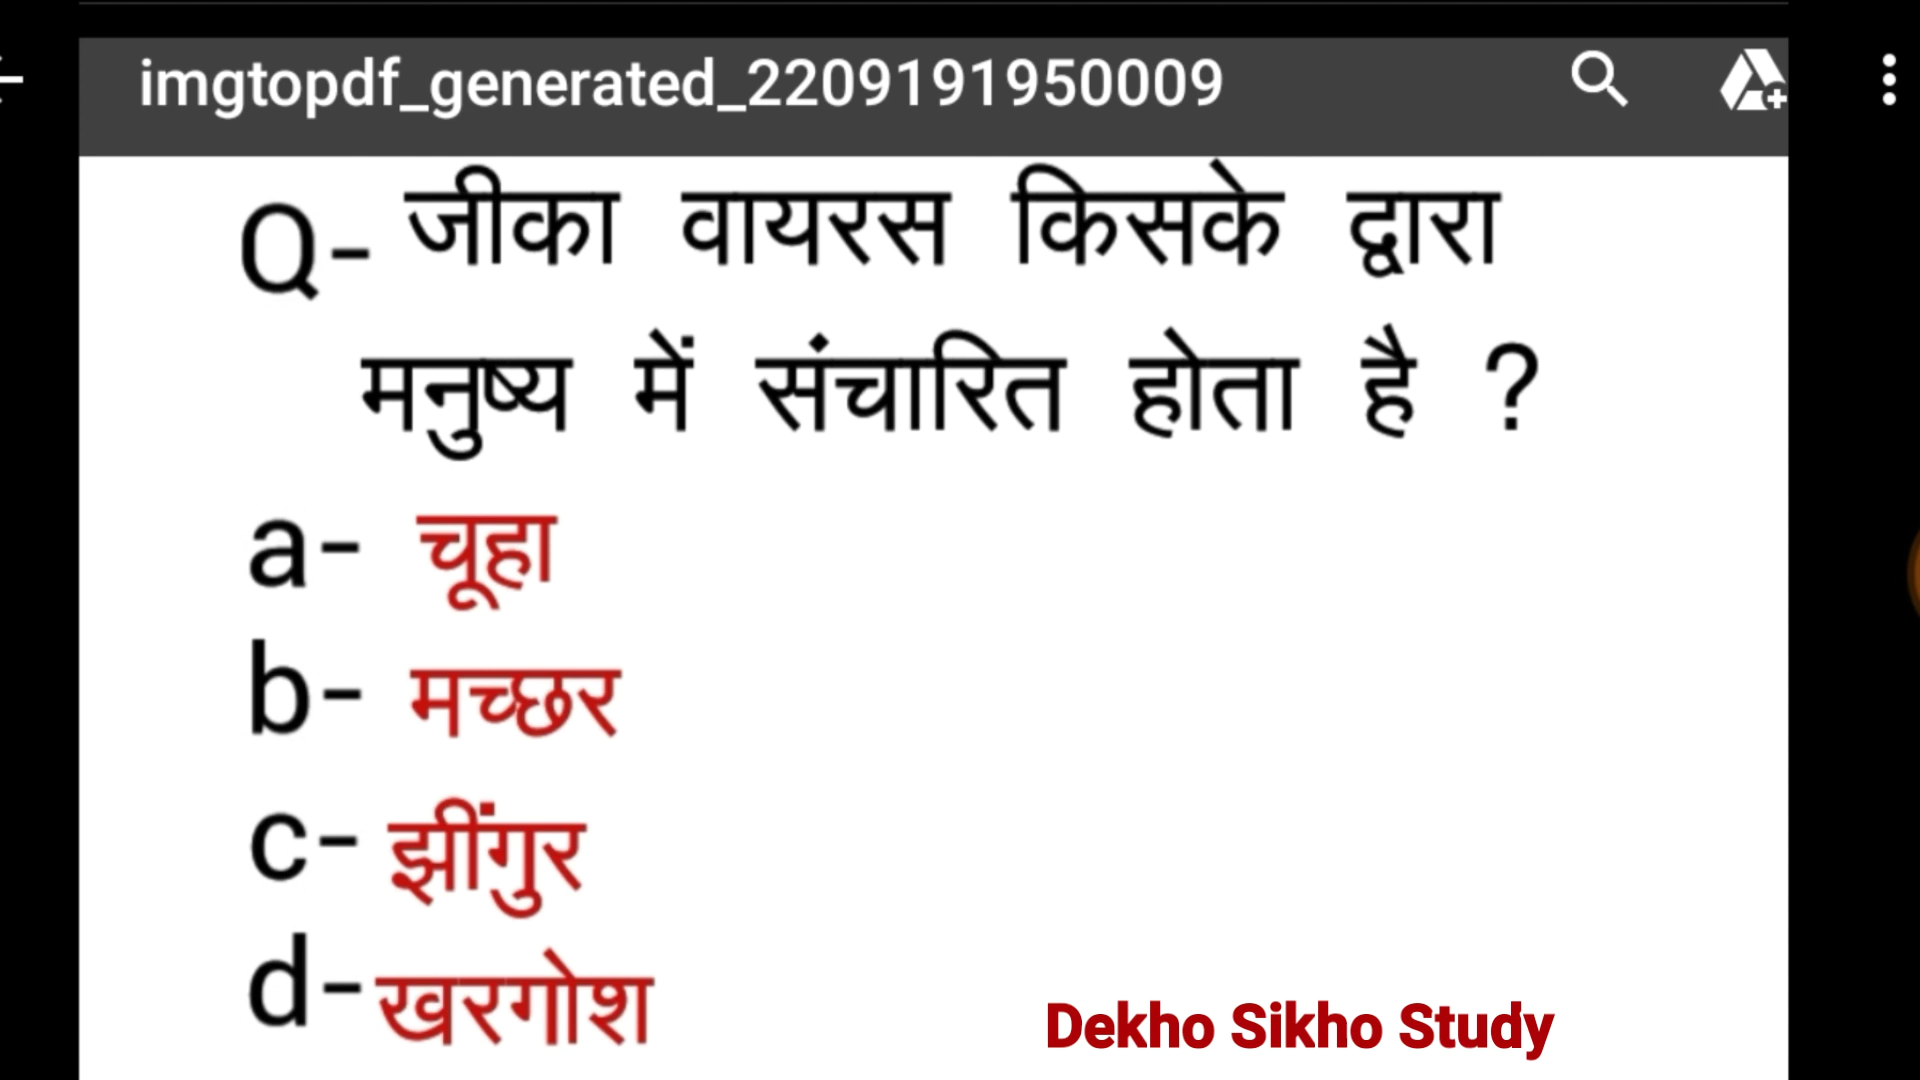 imgtopdf_generated_2209191950009
Q- जीका वायरस किसके द्वारा
मनुष्य में संचारित होता है ?
a- चूहा
b- मच्छर
c- झींगुर
d- खरगोश
Dekho Sikho Study